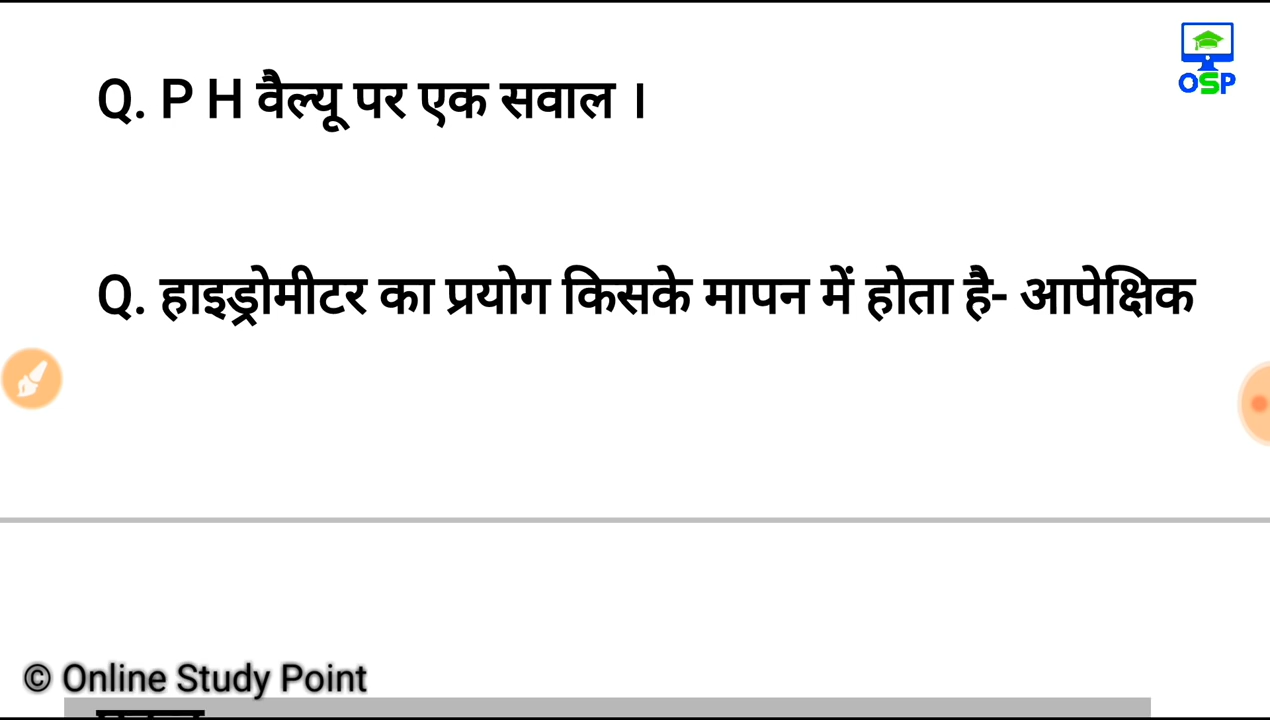 OSP
Q. P H वैल्यू पर एक सवाल ।
Q. हाइड्रोमीटर का प्रयोग किसके मापन में होता है- आपेक्षिक
© Online Study Point